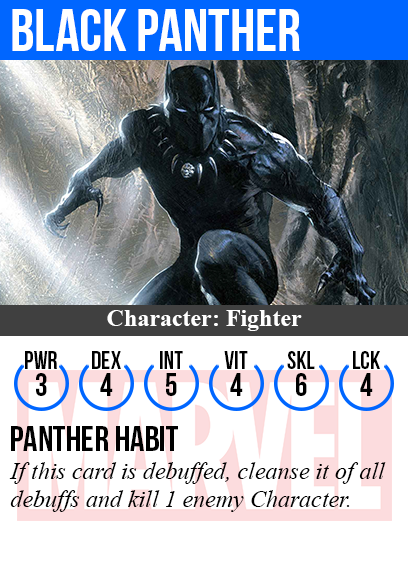 BLACK PANTHER
Character: Fighter
PWR DEX INT VIT SKL LCK
3 4 5 4 6 4
MARVEL
PANTHER HABIT
If this card is debuffed, cleanse it of all
debuffs and kill 1 enemy Character.